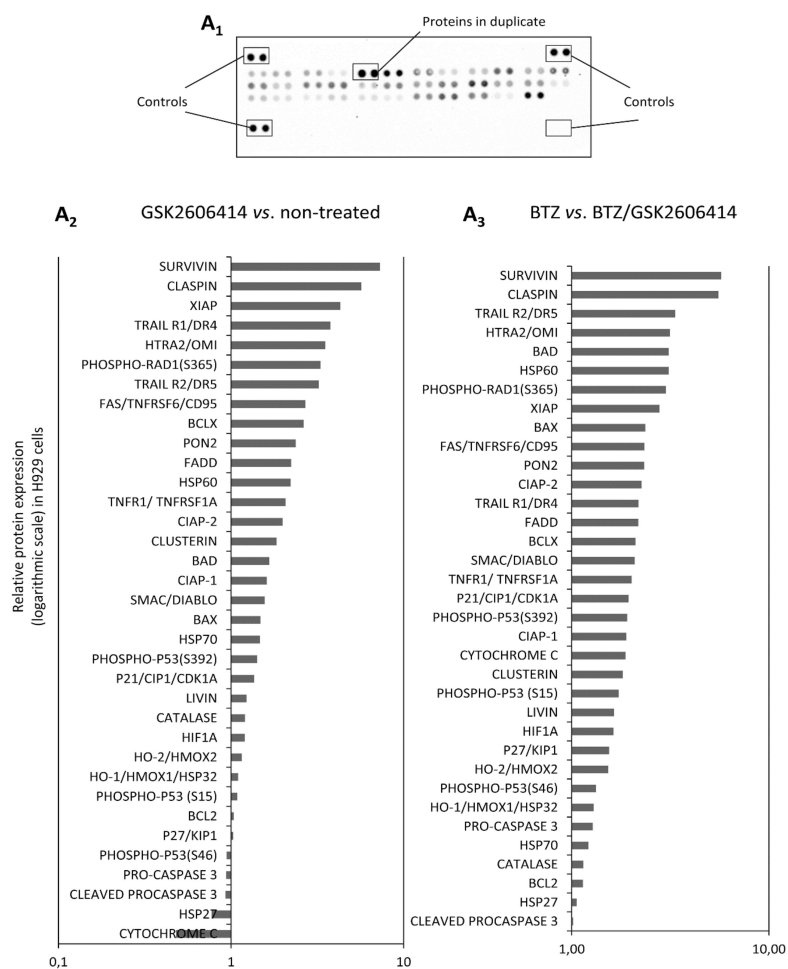 A1
Proteins in duplicate
Controls
Controls
A2
GSK2606414 vs. non-treated
Relative protein expression
(logarithmic scale) in H929 cells
SURVIVIN
CLASPIN
XIAP
TRAIL R1/DR4
HTRA2/OMI
PHOSPHO-RAD1(S365)
TRAIL R2/DR5
FAS/TNFRSF6/CD95
BCLX
PON2
FADD
HSP60
TNFR1/ TNFRSF1A
CIAP-2
CLUSTERIN
BAD
CIAP-1
SMAC/DIABLO
BAX
HSP70
PHOSPHO-P53(S392)
P21/CIP1/CDK1A
LIVIN
CATALASE
HIF1A
HO-2/HMOX2
HO-1/HMOX1/HSP32
PHOSPHO-P53 (S15)
BCL2
P27/KIP1
PHOSPHO-P53(S46)
PRO-CASPASE 3
CLEAVED PROCASPASE 3
HSP27
CYTOCHROME C
0,1 1 10
A3
BTZ vs. BTZ/GSK2606414
SURVIVIN
CLASPIN
TRAIL R2/DR5
HTRA2/OMI
BAD
HSP60
PHOSPHO-RAD1(S365)
XIAP
BAX
FAS/TNFRSF6/CD95
PON2
CIAP-2
TRAIL R1/DR4
FADD
BCLX
SMAC/DIABLO
TNFR1/ TNFRSF1A
P21/CIP1/CDK1A
PHOSPHO-P53(S392)
CIAP-1
CYTOCHROME C
CLUSTERIN
PHOSPHO-P53 (S15)
LIVIN
HIF1A
P27/KIP1
HO-2/HMOX2
PHOSPHO-P53(S46)
HO-1/HMOX1/HSP32
PRO-CASPASE 3
HSP70
CATALASE
BCL2
HSP27
CLEAVED PROCASPASE 3
1,00 10,00